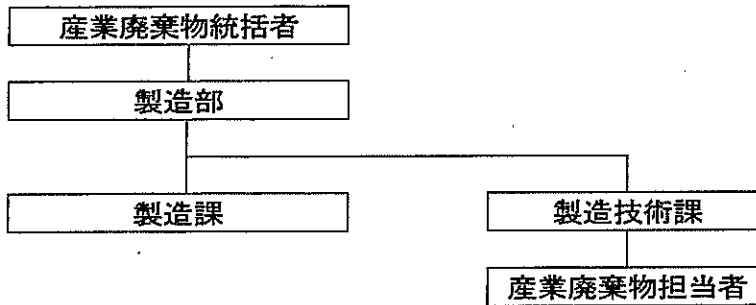 産業廃棄物統括者
製造部
製造課
製造技術課
産業廃棄物担当者